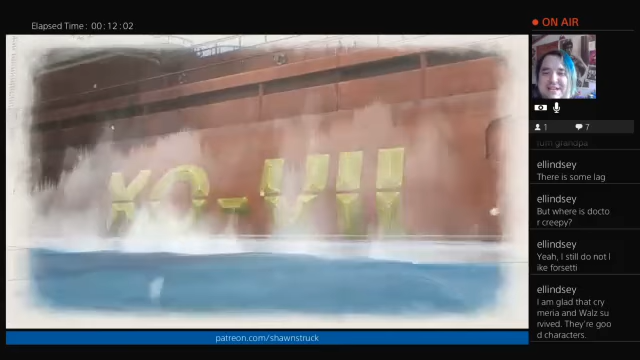 Elapsed Time : 00:12:02
ON AIR
XO-VII
1
7
turn grandpa
ellindsey
There is some lag
ellindsey
But where is docto
r creepy?
ellindsey
Yeah, I still do not l
ike forsetti
ellindsey
I am glad that cry
meria and Walz su
rvived. They're goo
d characters.
patreon.com/shawnstruck